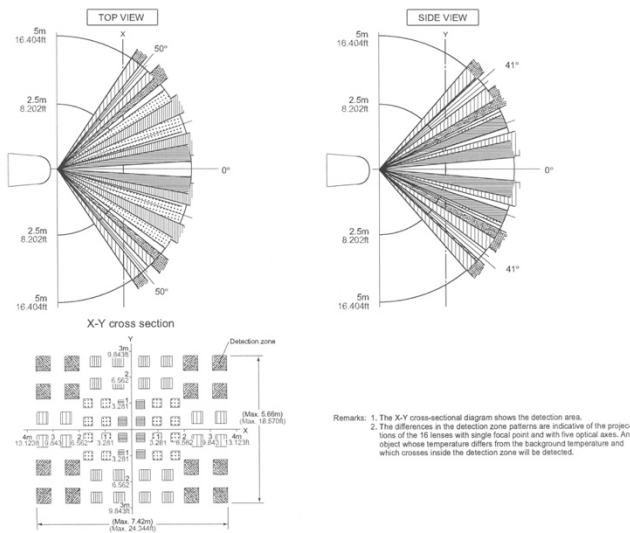 TOP VIEW
5m
16.404ft
X
50°
2.5m
8.202ft
0°
2.5m
8.202ft
5m
16.404ft
50°
SIDE VIEW
5m
16.404ft
Y
41°
2.5m
8.202ft
0°
2.5m
8.202ft
5m
16.404ft
41°
X-Y cross section
Y
3m
9.843ft
Detection zone
2
6.562
1
3.281
(Max. 5.66m)
(Max. 18.570ft)
X
4m 3 2 1 1 2 3 4m
13.123ft 9.843 6.562 3.281 3.281 6.562 9.843 13.123ft
1
3.281
2
6.562
3m
9.843ft
(Max. 7.42m)
(Max. 24.344ft)
Remarks: 1. The X-Y cross-sectional diagram shows the detection area.
2. The differences in the detection zone patterns are indicative of the projec
tions of the 16 lenses with single focal point and with five optical axes. An
object whose temperature differs from the background temperature and
which crosses inside the detection zone will be detected.